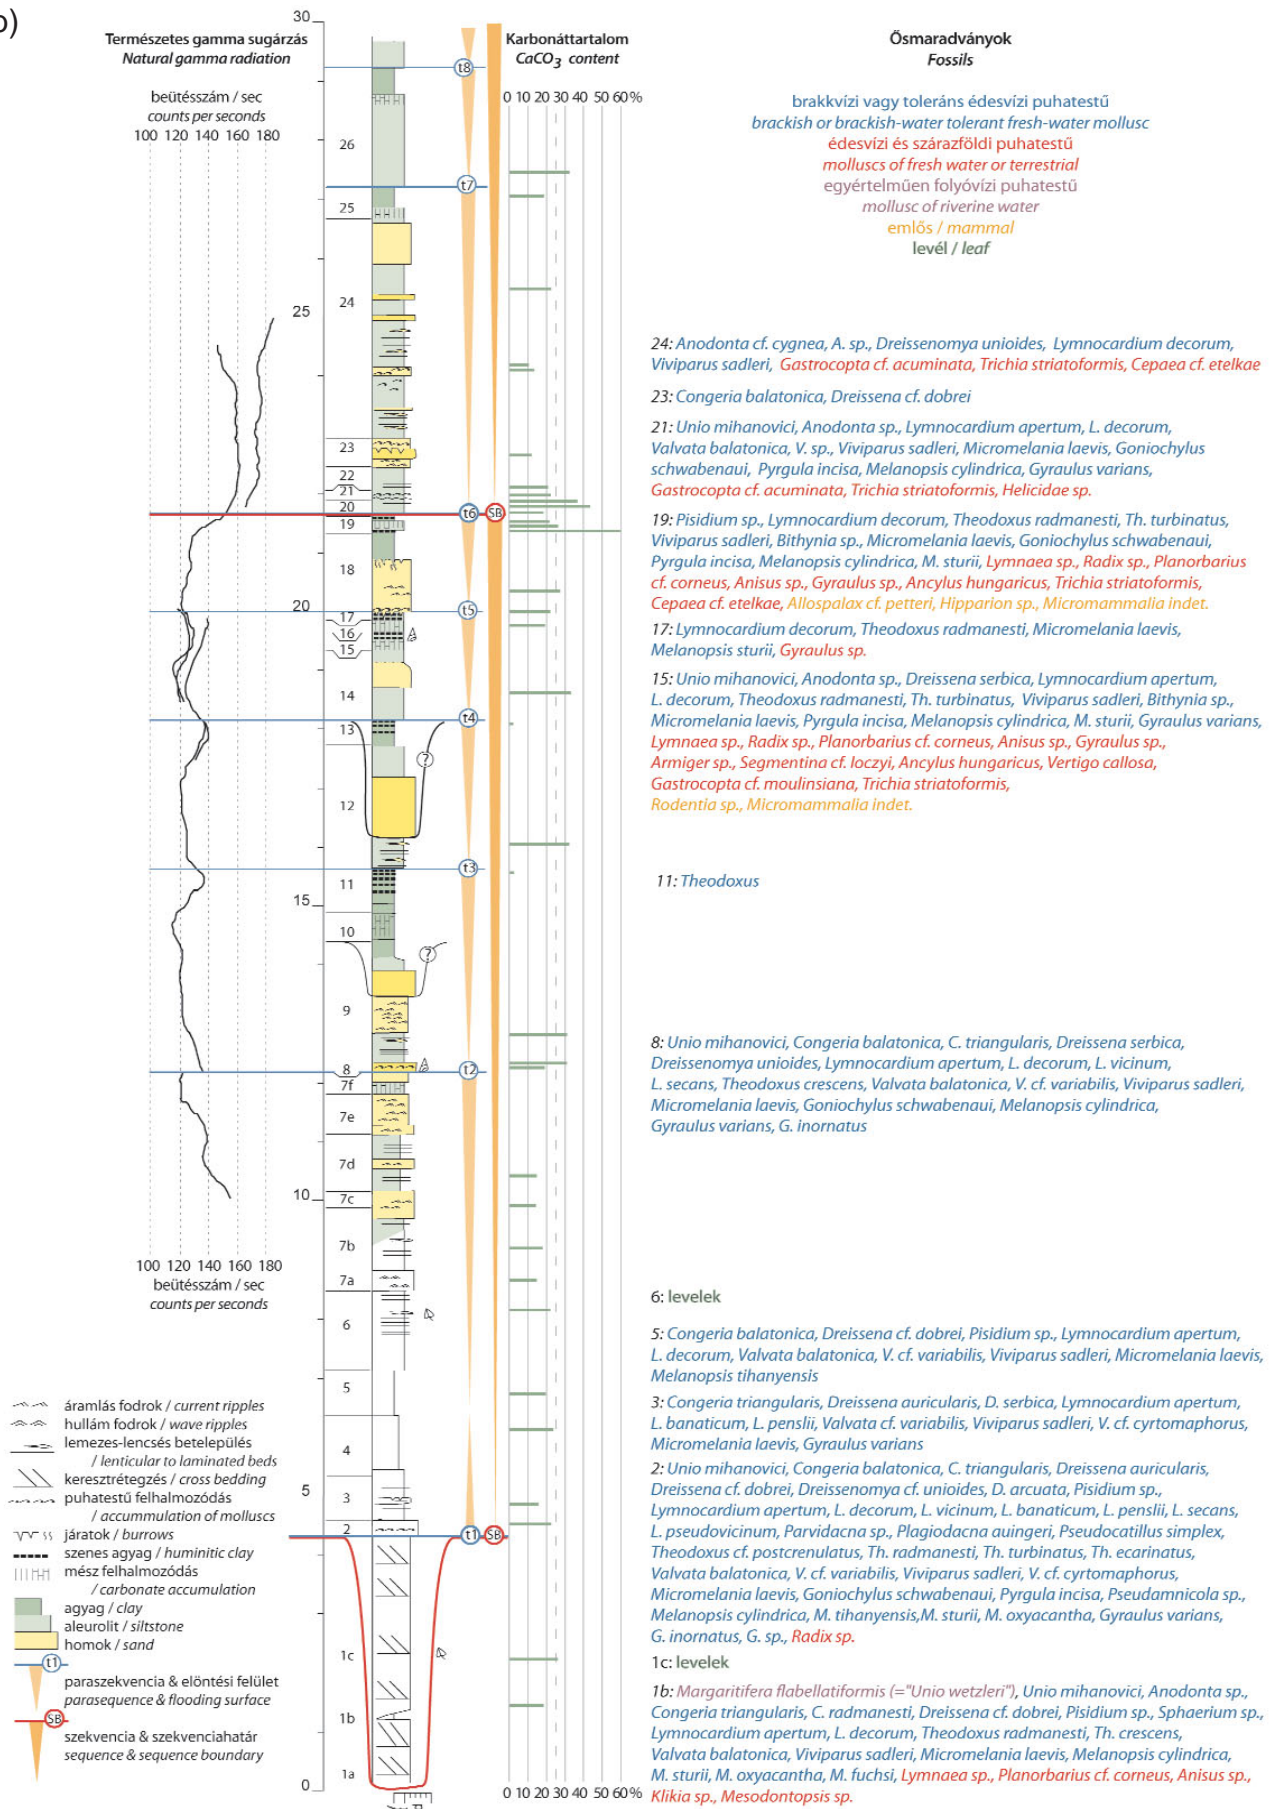 b)
Természetes gamma sugárzás
Natural gamma radiation
beütésszám / sec
counts per seconds
100 120 140 160 180
Karbonáttartalom
CaCO3 content
0 10 20 30 40 50 60%
Ősmaradványok
Fossils
brakkvízi vagy toleráns édesvízi puhatestű
brackish or brackish-water tolerant fresh-water mollusc
édesvízi és szárazföldi puhatestű
molluscs of fresh water or terrestrial
egyértelműen folyóvízi puhatestű
mollusc of riverine water
emlős / mammal
levél / leaf
30
25
20
15
10
5
0
26
25
24
23
22
21
20
19
18
17
16
15
14
13
12
11
10
9
8
7f
7e
7d
7c
7b
7a
6
5
4
3
2
1c
1b
1a
t8
t7
t6 SB
t5
t4
?
t3
?
t2
t1 SB
24: Anodonta cf. cygnea, A. sp., Dreissenomya unioides, Lymnocardium decorum,
Viviparus sadleri, Gastrocopta cf. acuminata, Trichia striatoformis, Cepaea cf. etelkae
23: Congeria balatonica, Dreissena cf. dobrei
21: Unio mihanovici, Anodonta sp., Lymnocardium apertum, L. decorum,
Valvata balatonica, V. sp., Viviparus sadleri, Micromelania laevis, Goniochylus
schwabenaui, Pyrgula incisa, Melanopsis cylindrica, Gyraulus varians,
Gastrocopta cf. acuminata, Trichia striatoformis, Helicidae sp.
19: Pisidium sp., Lymnocardium decorum, Theodoxus radmanesti, Th. turbinatus,
Viviparus sadleri, Bithynia sp., Micromelania laevis, Goniochylus schwabenaui,
Pyrgula incisa, Melanopsis cylindrica, M. sturii, Lymnaea sp., Radix sp., Planorbarius
cf. corneus, Anisus sp., Gyraulus sp., Ancylus hungaricus, Trichia striatoformis,
Cepaea cf. etelkae, Allospalax cf. petteri, Hipparion sp., Micromammalia indet.
17: Lymnocardium decorum, Theodoxus radmanesti, Micromelania laevis,
Melanopsis sturii, Gyraulus sp.
15: Unio mihanovici, Anodonta sp., Dreissena serbica, Lymnocardium apertum,
L. decorum, Theodoxus radmanesti, Th. turbinatus, Viviparus sadleri, Bithynia sp.,
Micromelania laevis, Pyrgula incisa, Melanopsis cylindrica, M. sturii, Gyraulus varians,
Lymnaea sp., Radix sp., Planorbarius cf. corneus, Anisus sp., Gyraulus sp.,
Armiger sp., Segmentina cf. loczyi, Ancylus hungaricus, Vertigo callosa,
Gastrocopta cf. moulinsiana, Trichia striatoformis,
Rodentia sp., Micromammalia indet.
11: Theodoxus
8: Unio mihanovici, Congeria balatonica, C. triangularis, Dreissena serbica,
Dreissenomya unioides, Lymnocardium apertum, L. decorum, L. vicinum,
L. secans, Theodoxus crescens, Valvata balatonica, V. cf. variabilis, Viviparus sadleri,
Micromelania laevis, Goniochylus schwabenaui, Melanopsis cylindrica,
Gyraulus varians, G. inornatus
100 120 140 160 180
beütésszám / sec
counts per seconds
6: levelek
5: Congeria balatonica, Dreissena cf. dobrei, Pisidium sp., Lymnocardium apertum,
L. decorum, Valvata balatonica, V. cf. variabilis, Viviparus sadleri, Micromelania laevis,
Melanopsis tihanyensis
3: Congeria triangularis, Dreissena auricularis, D. serbica, Lymnocardium apertum,
L. banaticum, L. penslii, Valvata cf. variabilis, Viviparus sadleri, V. cf. cyrtomaphorus,
Micromelania laevis, Gyraulus varians
2: Unio mihanovici, Congeria balatonica, C. triangularis, Dreissena auricularis,
Dreissena cf. dobrei, Dreissenomya cf. unioides, D. arcuata, Pisidium sp.,
Lymnocardium apertum, L. decorum, L. vicinum, L. banaticum, L. penslii, L. secans,
L. pseudovicinum, Parvidacna sp., Plagiodacna auingeri, Pseudocatillus simplex,
Theodoxus cf. postcrenulatus, Th. radmanesti, Th. turbinatus, Th. ecarinatus,
Valvata balatonica, V. cf. variabilis, Viviparus sadleri, V. cf. cyrtomaphorus,
Micromelania laevis, Goniochylus schwabenaui, Pyrgula incisa, Pseudamnicola sp.,
Melanopsis cylindrica, M. tihanyensis,M. sturii, M. oxyacantha, Gyraulus varians,
G. inornatus, G. sp., Radix sp.
1c: levelek
1b: Margaritifera flabellatiformis (="Unio wetzleri"), Unio mihanovici, Anodonta sp.,
Congeria triangularis, C. radmanesti, Dreissena cf. dobrei, Pisidium sp., Sphaerium sp.,
Lymnocardium apertum, L. decorum, Theodoxus radmanesti, Th. crescens,
Valvata balatonica, Viviparus sadleri, Micromelania laevis, Melanopsis cylindrica,
M. sturii, M. oxyacantha, M. fuchsi, Lymnaea sp., Planorbarius cf. corneus, Anisus sp.,
Klikia sp., Mesodontopsis sp.
áramlás fodrok / current ripples
hullám fodrok / wave ripples
lemezes-lencsés betelepülés
/ lenticular to laminated beds
keresztrétegzés / cross bedding
puhatestű felhalmozódás
/ accummulation of molluscs
járatok / burrows
szenes agyag / huminitic clay
mész felhalmozódás
/ carbonate accumulation
agyag / clay
aleurolit / siltstone
homok / sand
t1
paraszekvencia & elöntési felület
parasequence & flooding surface
SB
szekvencia & szekvenciahatár
sequence & sequence boundary
0 10 20 30 40 50 60%